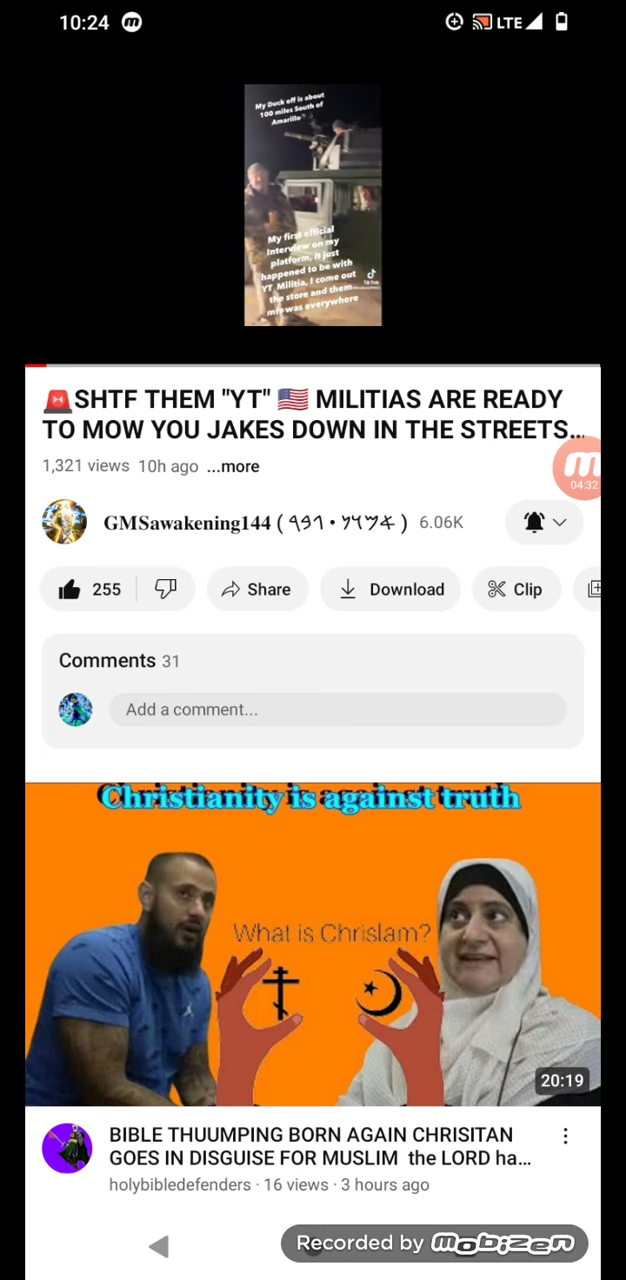 10:24
LTE
My Duck off is about
100 miles South of
Amarillo
My first official
Interview on my
platform, it just
happened to be with
YT Militia, I come out
the store and them
mfs was everywhere
TikTok
🚨SHTF THEM "YT" 🇺🇸 MILITIAS ARE READY
TO MOW YOU JAKES DOWN IN THE STREETS...
1,321 views 10h ago ...more
04:32
GMSawakening144 ( 𐤄𐤅𐤄𐤉 • 𐤉𐤄𐤅𐤄 ) 6.06K
255
Share
Download
Clip
Comments 31
Add a comment...
Christianity is against truth
What is Chrislam?
20:19
BIBLE THUUMPING BORN AGAIN CHRISITAN
GOES IN DISGUISE FOR MUSLIM the LORD ha...
holybibledefenders · 16 views · 3 hours ago
Recorded by mobizen